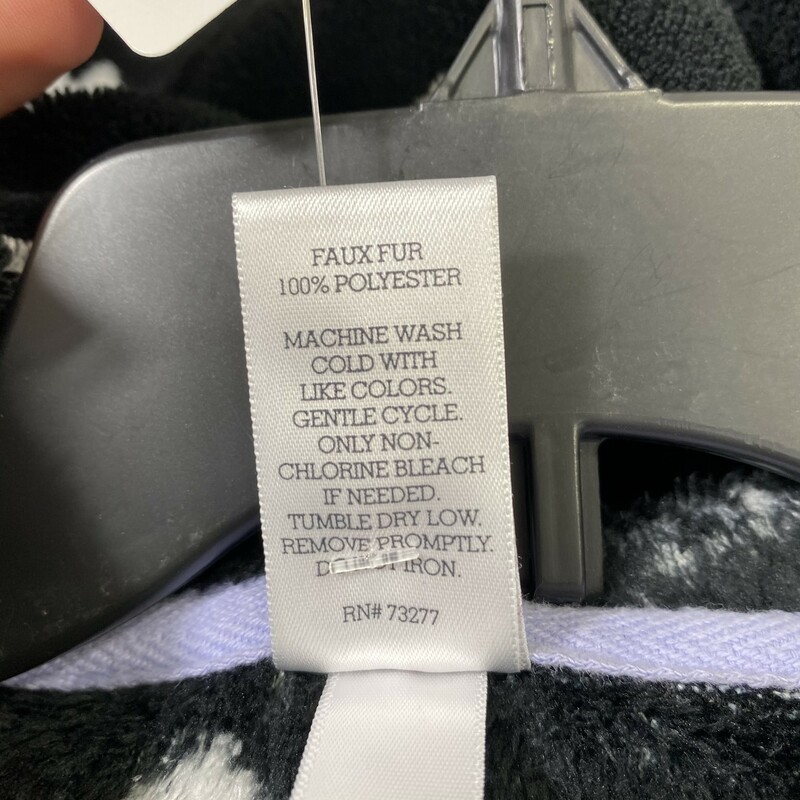 FAUX FUR
100% POLYESTER
MACHINE WASH
COLD WITH
LIKE COLORS.
GENTLE CYCLE.
ONLY NON-
CHLORINE BLEACH
IF NEEDED.
TUMBLE DRY LOW.
REMOVE PROMPTLY.
IRON.
RN# 73277